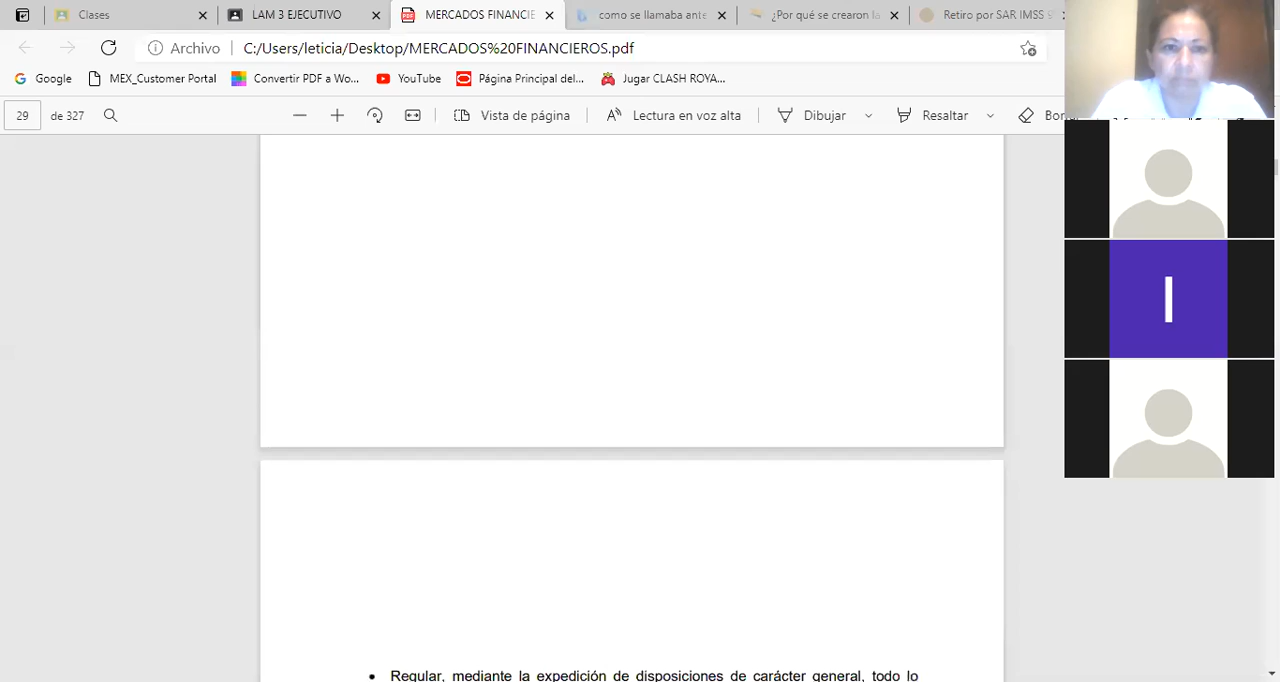 Clases
LAM 3 EJECUTIVO
MERCADOS FINANCIE
como se llamaba ante
¿Por qué se crearon la
Retiro por SAR IMSS 9
Archivo
C:/Users/leticia/Desktop/MERCADOS%20FINANCIEROS.pdf
Google
MEX_Customer Portal
Convertir PDF a Wo...
YouTube
Página Principal del...
Jugar CLASH ROYA...
29 de 327
Vista de página
Lectura en voz alta
Dibujar
Resaltar
Bor
I
Regular, mediante la expedición de disposiciones de carácter general, todo lo